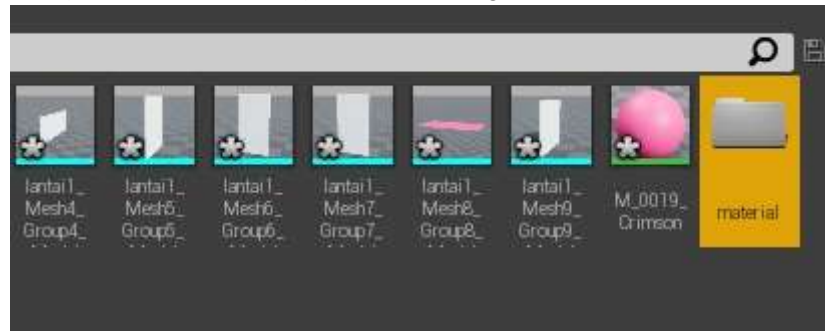 lantai1_
Mesh4_
Group4_
lantai1_
Mesh5_
Group5_
lantai1_
Mesh6_
Group6_
lantai1_
Mesh7_
Group7_
lantai1_
Mesh8_
Group8_
lantai1_
Mesh9_
Group9_
M_0019_
Crimson
material